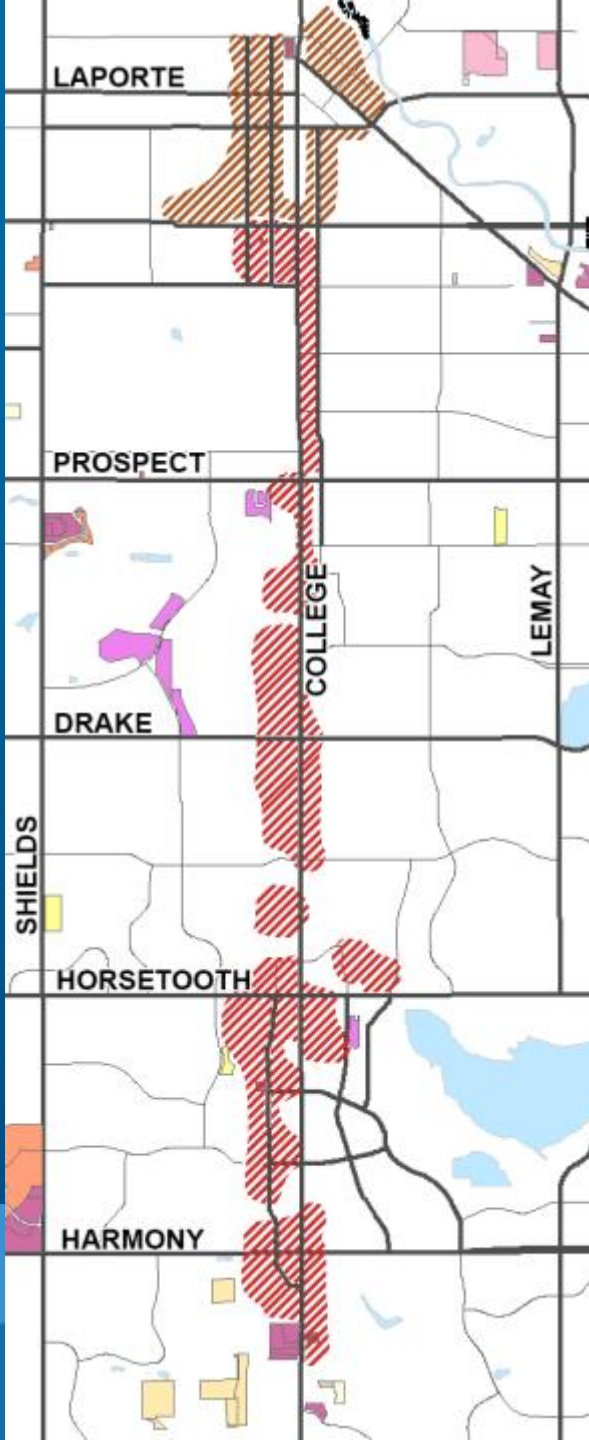 LAPORTE
PROSPECT
COLLEGE
LEMAY
DRAKE
SHIELDS
HORSETOOTH
HARMONY